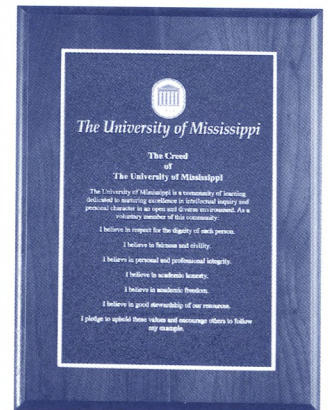 The University of Mississippi
The Creed
of
The University of Mississippi
The University of Mississippi is a community of learning
dedicated to nurturing excellence in intellectual inquiry and
personal character in an open and diverse environment. As a
voluntary member of this community:
I believe in respect for the dignity of each person.
I believe in fairness and civility.
I believe in personal and professional integrity.
I believe in academic honesty.
I believe in academic freedom.
I believe in good stewardship of our resources.
I pledge to uphold these values and encourage others to follow
my example.